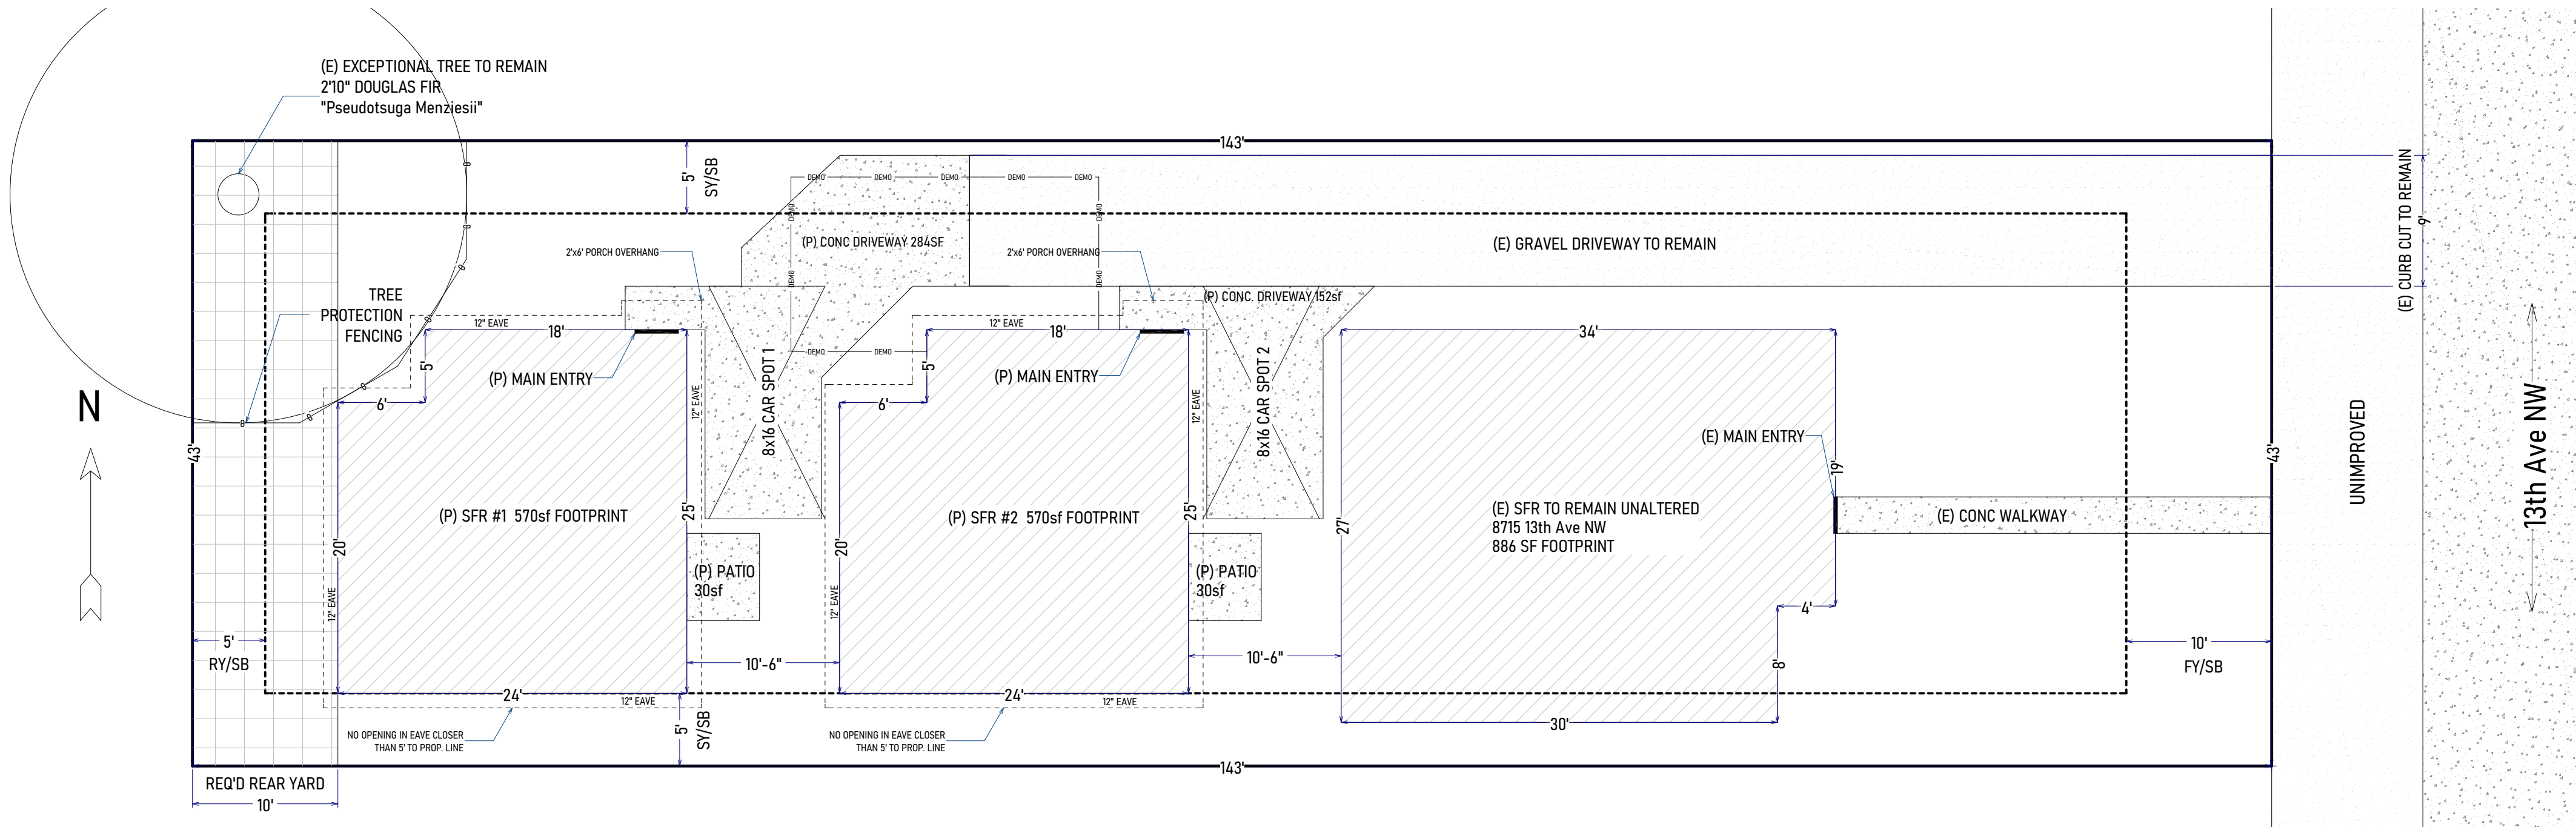 (E) EXCEPTIONAL TREE TO REMAIN
2'10" DOUGLAS FIR
"Pseudotsuga Menziesii"
143'
5'
SY/SB
DEMO
DEMO
DEMO
DEMO
DEMO
DEMO
DEMO
DEMO
DEMO
DEMO
DEMO
(P) CONC DRIVEWAY 284SF
2'x6' PORCH OVERHANG
2'x6' PORCH OVERHANG
(E) GRAVEL DRIVEWAY TO REMAIN
(E) CURB CUT TO REMAIN
9'
TREE
PROTECTION
FENCING
(P) CONC. DRIVEWAY 152sf
12" EAVE
18'
12" EAVE
18'
34'
5'
5'
(P) MAIN ENTRY
(P) MAIN ENTRY
6'
6'
12" EAVE
12" EAVE
8x16 CAR SPOT 1
8x16 CAR SPOT 2
N
43'
(E) MAIN ENTRY
19'
43'
UNIMPROVED
13th Ave NW
(P) SFR #1 570sf FOOTPRINT
25'
(P) SFR #2 570sf FOOTPRINT
25'
27'
(E) SFR TO REMAIN UNALTERED
8715 13th Ave NW
886 SF FOOTPRINT
(E) CONC WALKWAY
20'
20'
(P) PATIO
30sf
(P) PATIO
30sf
12" EAVE
12" EAVE
4'
5'
RY/SB
10'-6"
10'-6"
8'
10'
FY/SB
24'
12" EAVE
24'
12" EAVE
5'
SY/SB
30'
NO OPENING IN EAVE CLOSER
THAN 5' TO PROP. LINE
NO OPENING IN EAVE CLOSER
THAN 5' TO PROP. LINE
143'
REQ'D REAR YARD
10'